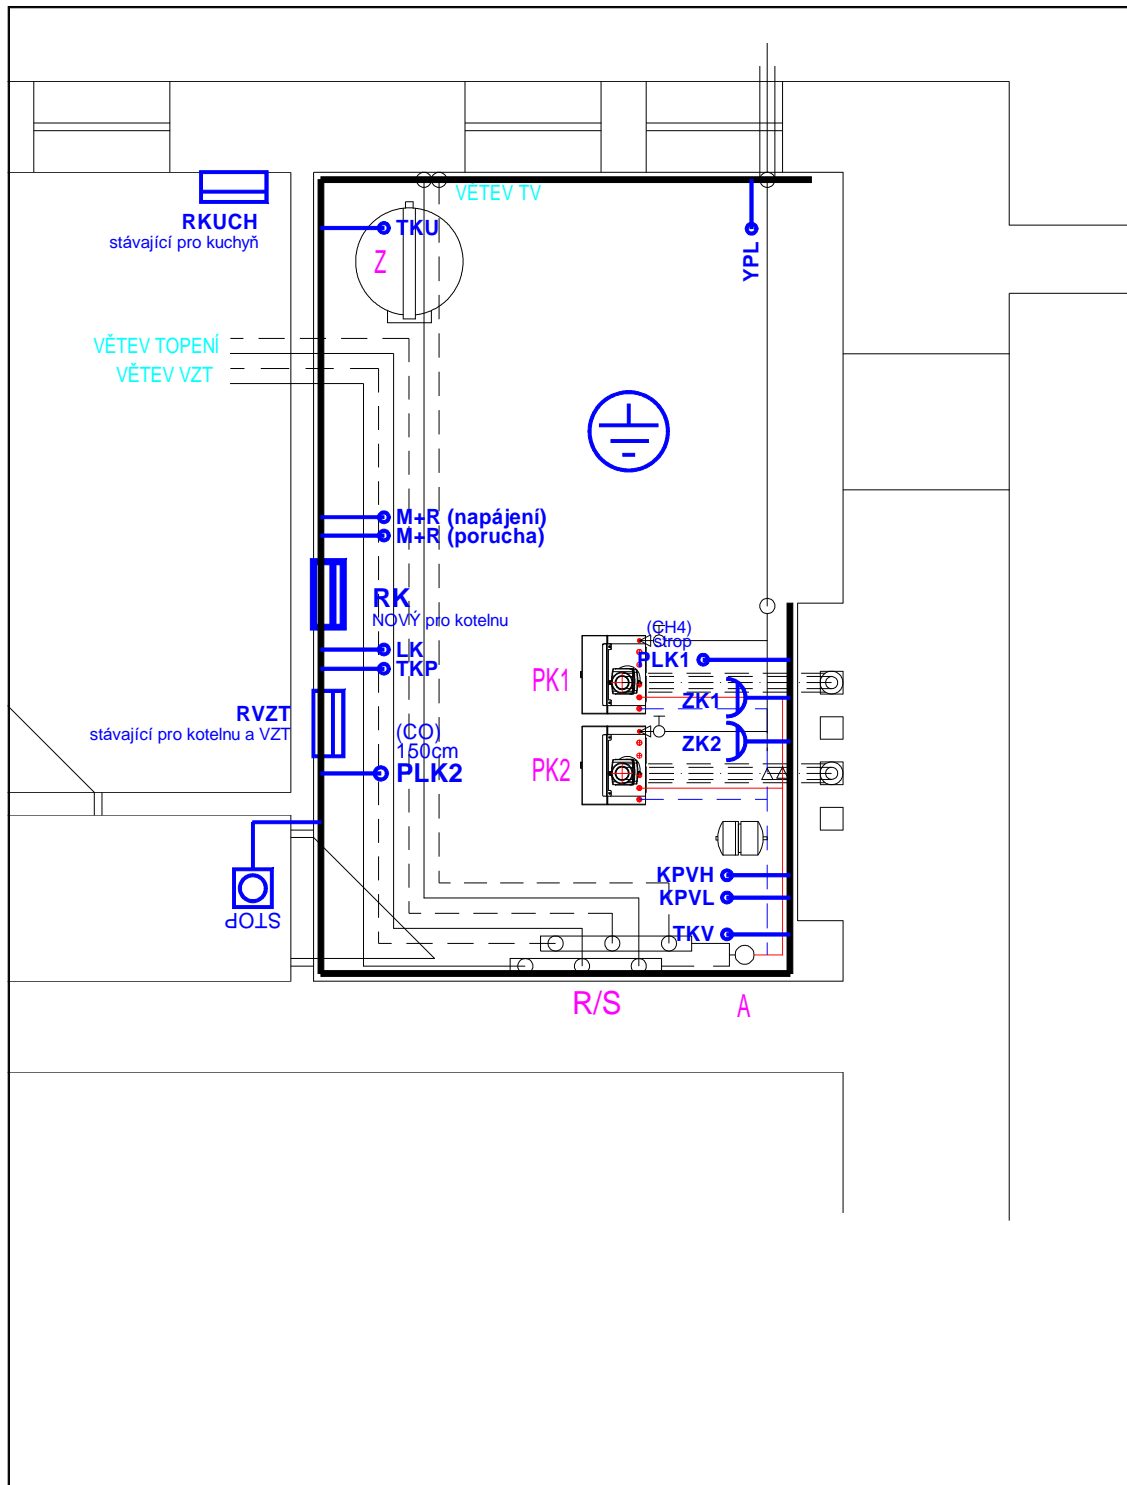 VĚTEV TV
RKUCH
stávající pro kuchyň
TKU
Z
YPL
VĚTEV TOPENÍ
VĚTEV VZT
M+R (napájení)
M+R (porucha)
RK
NOVÝ pro kotelnu
LK
TKP
(CH4)
strop
PLK1
PK1
ZK1
RVZT
stávající pro kotelnu a VZT
(CO)
150cm
PLK2
ZK2
PK2
STOP
KPVH
KPVL
TKV
R/S
A